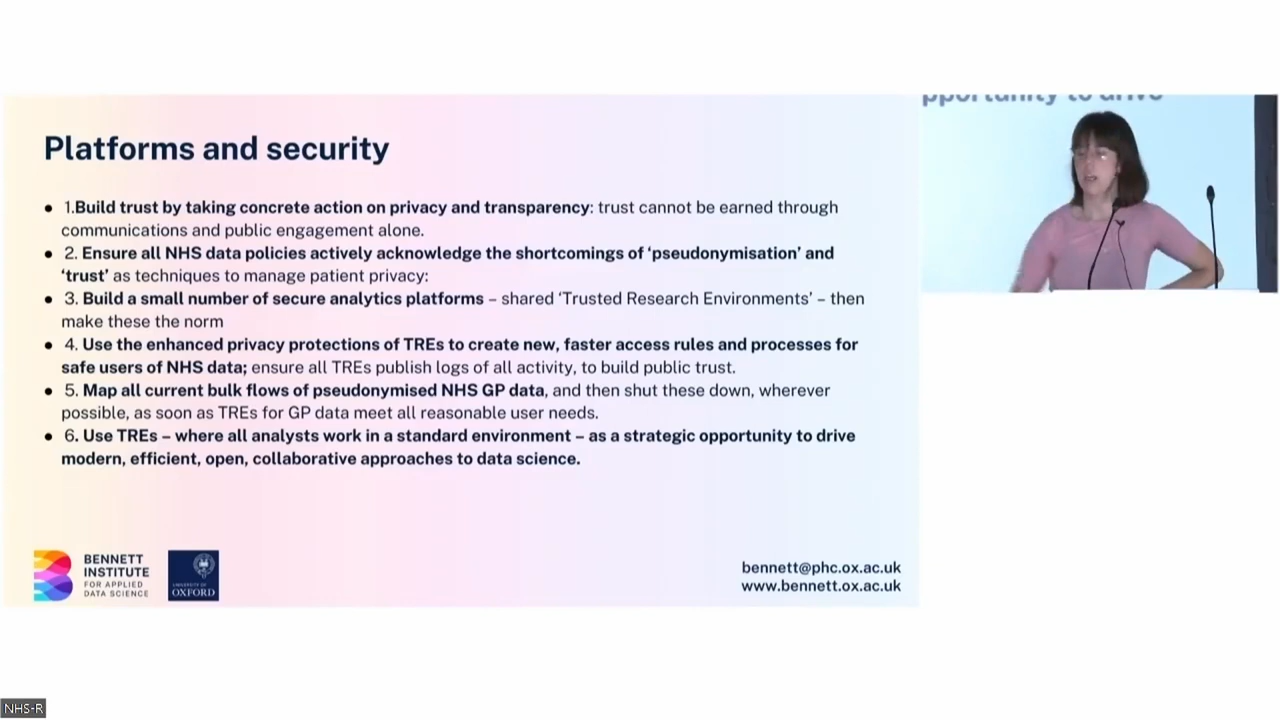 pportunity to drive
Platforms and security
● 1.Build trust by taking concrete action on privacy and transparency: trust cannot be earned through
communications and public engagement alone.
● 2. Ensure all NHS data policies actively acknowledge the shortcomings of ‘pseudonymisation’ and
‘trust’ as techniques to manage patient privacy:
● 3. Build a small number of secure analytics platforms – shared ‘Trusted Research Environments’ – then
make these the norm
● 4. Use the enhanced privacy protections of TREs to create new, faster access rules and processes for
safe users of NHS data; ensure all TREs publish logs of all activity, to build public trust.
● 5. Map all current bulk flows of pseudonymised NHS GP data, and then shut these down, wherever
possible, as soon as TREs for GP data meet all reasonable user needs.
● 6. Use TREs – where all analysts work in a standard environment – as a strategic opportunity to drive
modern, efficient, open, collaborative approaches to data science.
BENNETT
INSTITUTE
FOR APPLIED
DATA SCIENCE
UNIVERSITY OF
OXFORD
bennett@phc.ox.ac.uk
www.bennett.ox.ac.uk
NHS-R